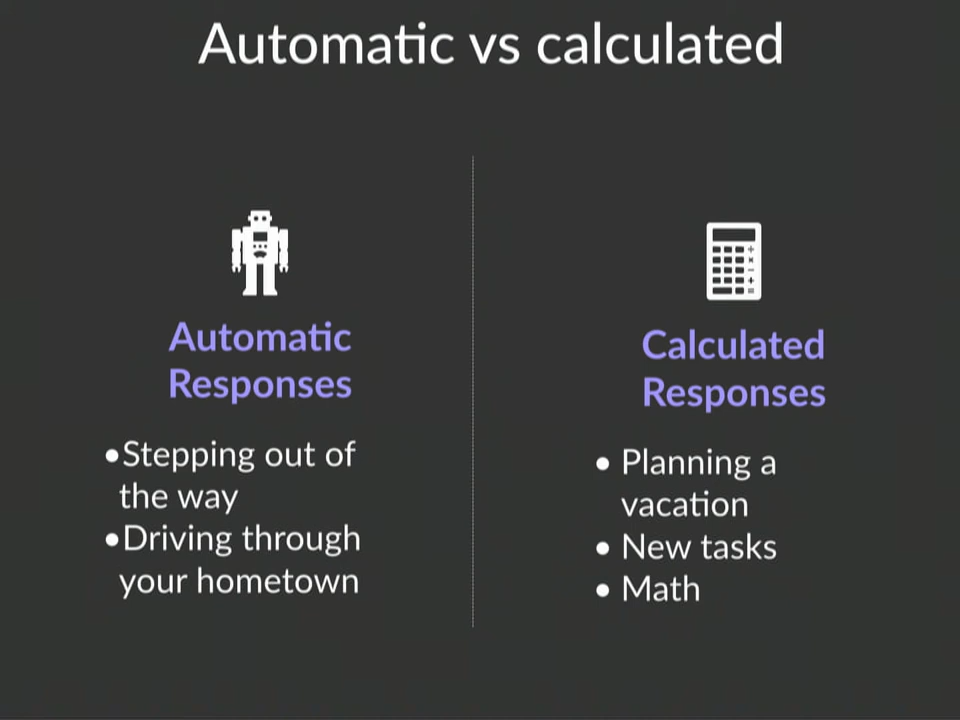 Automatic vs calculated
Automatic
Responses
•Stepping out of
the way
•Driving through
your hometown
Calculated
Responses
• Planning a
vacation
• New tasks
• Math